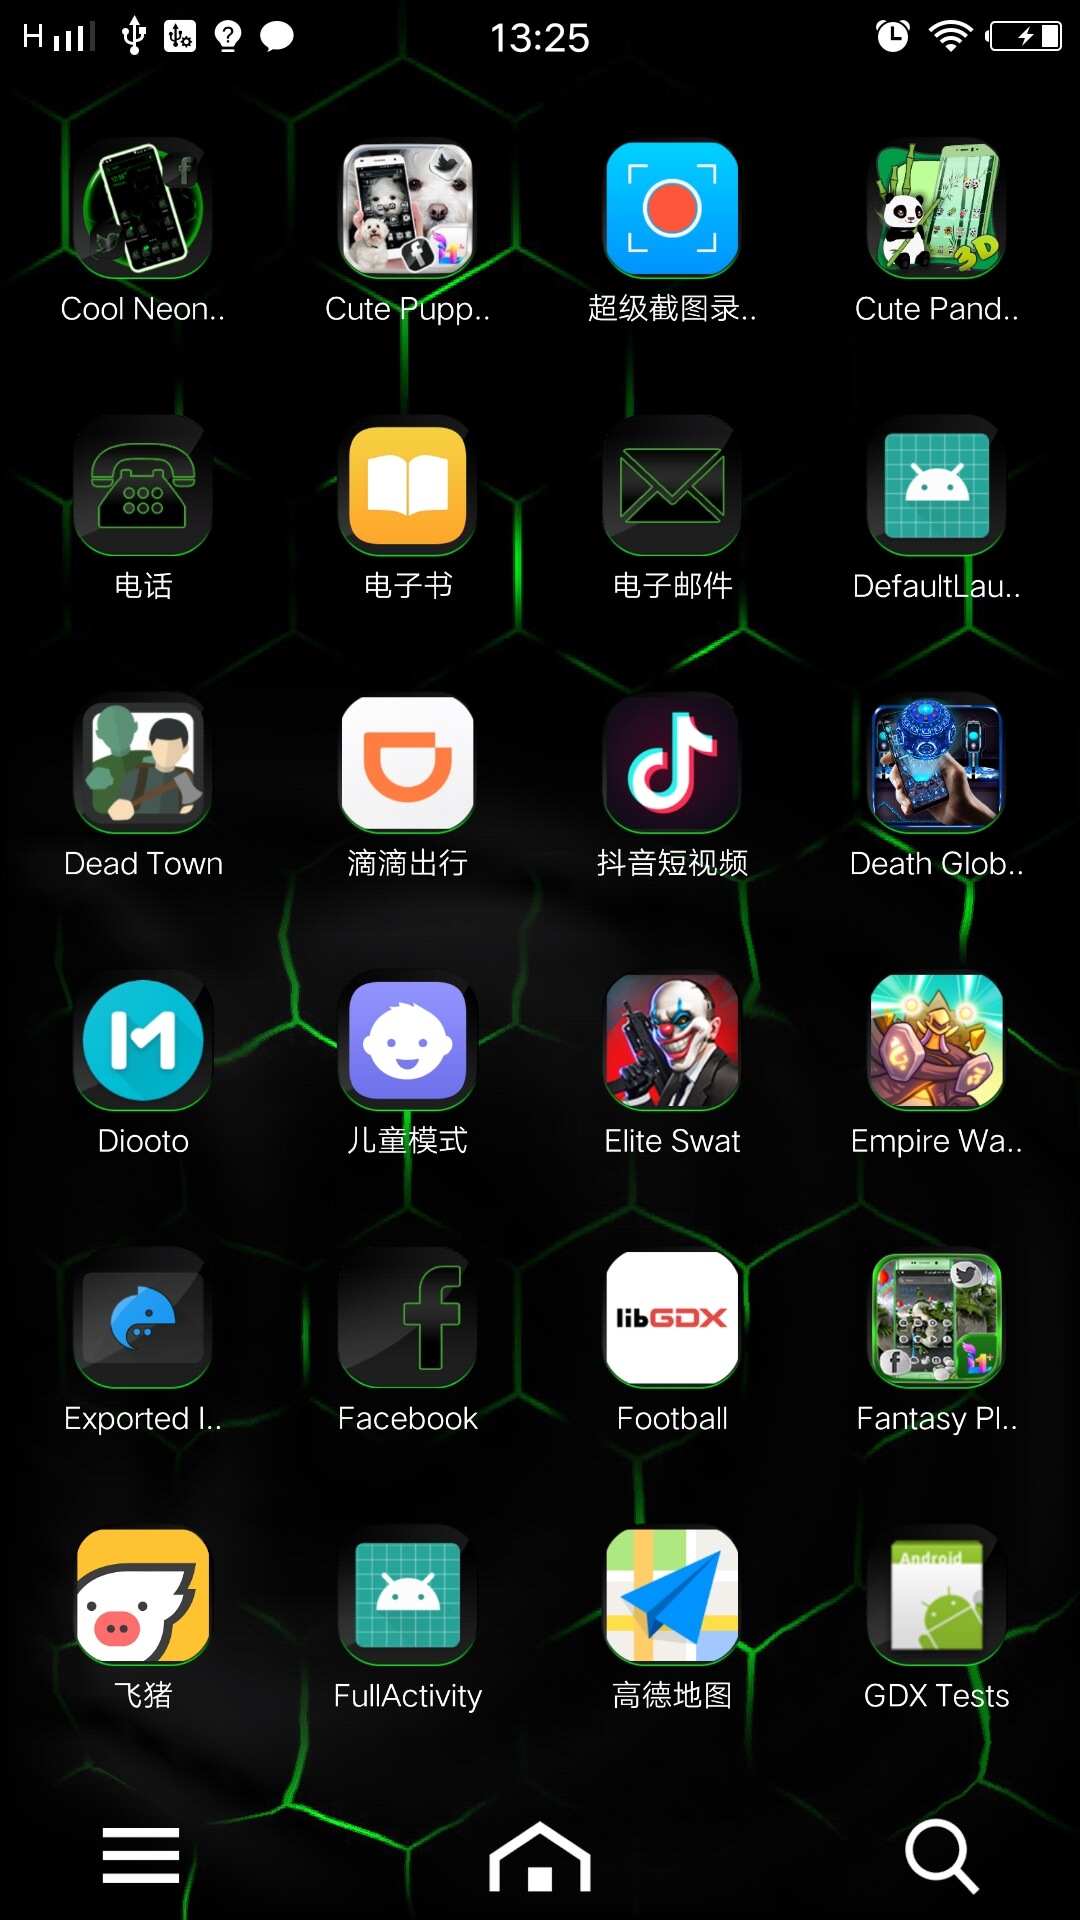 H
13:25
Cool Neon..
Cute Pupp..
超级截图录..
3D
Cute Pand..
电话
电子书
电子邮件
DefaultLau..
Dead Town
滴滴出行
抖音短视频
Death Glob..
Diooto
儿童模式
Elite Swat
Empire Wa..
libGDX
Exported I..
Facebook
Football
Fantasy Pl..
Android
飞猪
FullActivity
高德地图
GDX Tests